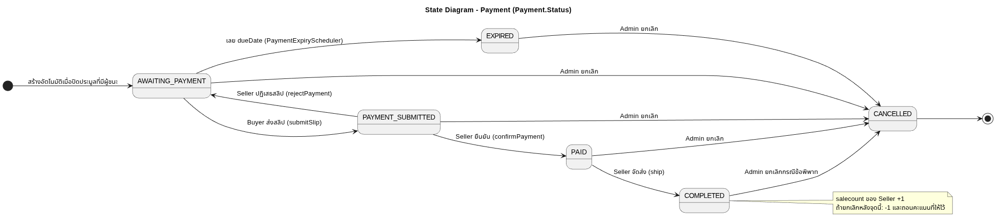 State Diagram - Payment (Payment.Status)
Admin ยกเลิก
EXPIRED
เลย dueDate (PaymentExpiryScheduler)
Admin ยกเลิก
สร้างอัตโนมัติเมื่อปิดประมูลที่มีผู้ชนะ
AWAITING_PAYMENT
Seller ปฏิเสธสลิป (rejectPayment)
CANCELLED
PAYMENT_SUBMITTED
Admin ยกเลิก
Buyer ส่งสลิป (submitSlip)
Seller ยืนยัน (confirmPayment)
Admin ยกเลิก
PAID
Seller จัดส่ง (ship)
Admin ยกเลิกกรณีข้อพิพาท
COMPLETED
salecount ของ Seller +1
ถ้ายกเลิกหลังจุดนี้: -1 และถอนคะแนนที่ให้ไว้